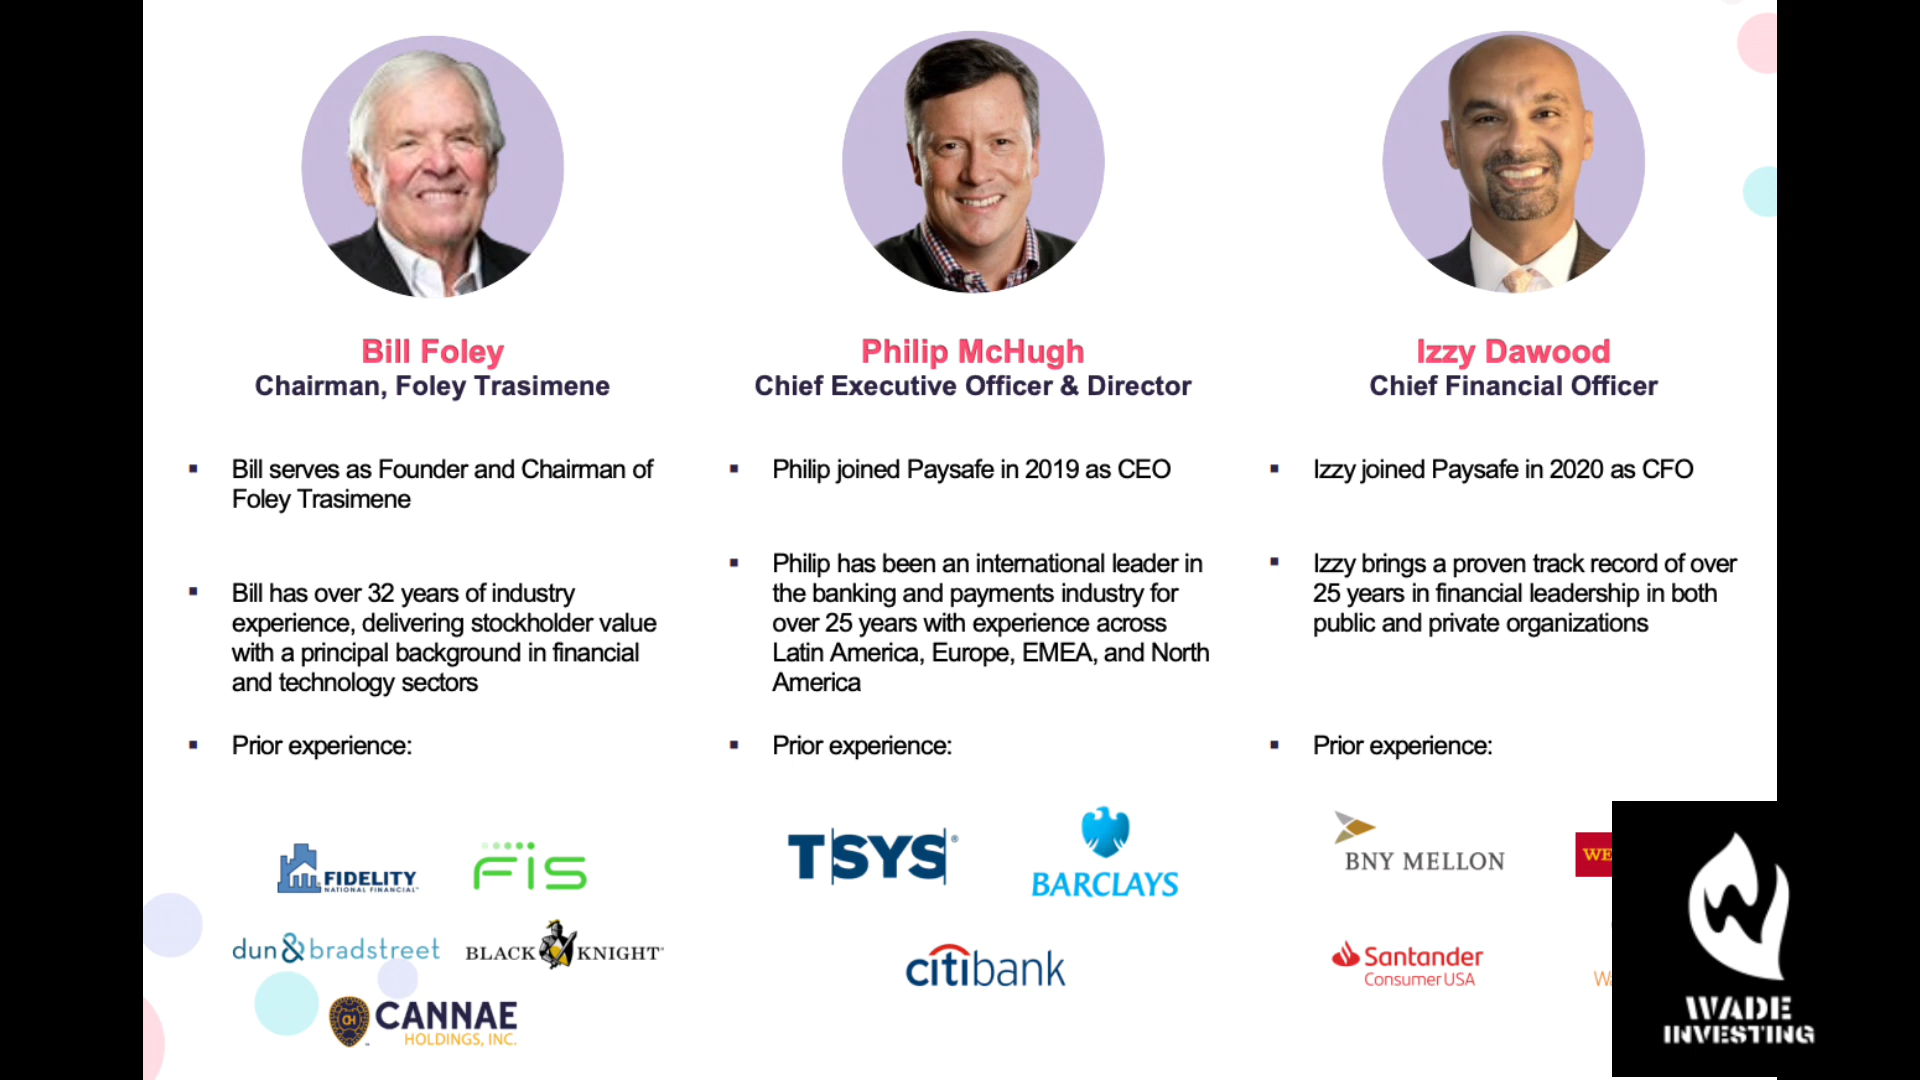 Bill Foley
Chairman, Foley Trasimene
Bill serves as Founder and Chairman of
Foley Trasimene
Bill has over 32 years of industry
experience, delivering stockholder value
with a principal background in financial
and technology sectors
Prior experience:
FIDELITY
NATIONAL FINANCIAL
FIS
dun & bradstreet
BLACK KNIGHT
CH
CANNAE
HOLDINGS, INC.
Philip McHugh
Chief Executive Officer & Director
Philip joined Paysafe in 2019 as CEO
Philip has been an international leader in
the banking and payments industry for
over 25 years with experience across
Latin America, Europe, EMEA, and North
America
Prior experience:
TSYS®
BARCLAYS
citibank
Izzy Dawood
Chief Financial Officer
Izzy joined Paysafe in 2020 as CFO
Izzy brings a proven track record of over
25 years in financial leadership in both
public and private organizations
Prior experience:
BNY MELLON
WE
Santander
Consumer USA
W
WADE
INVESTING